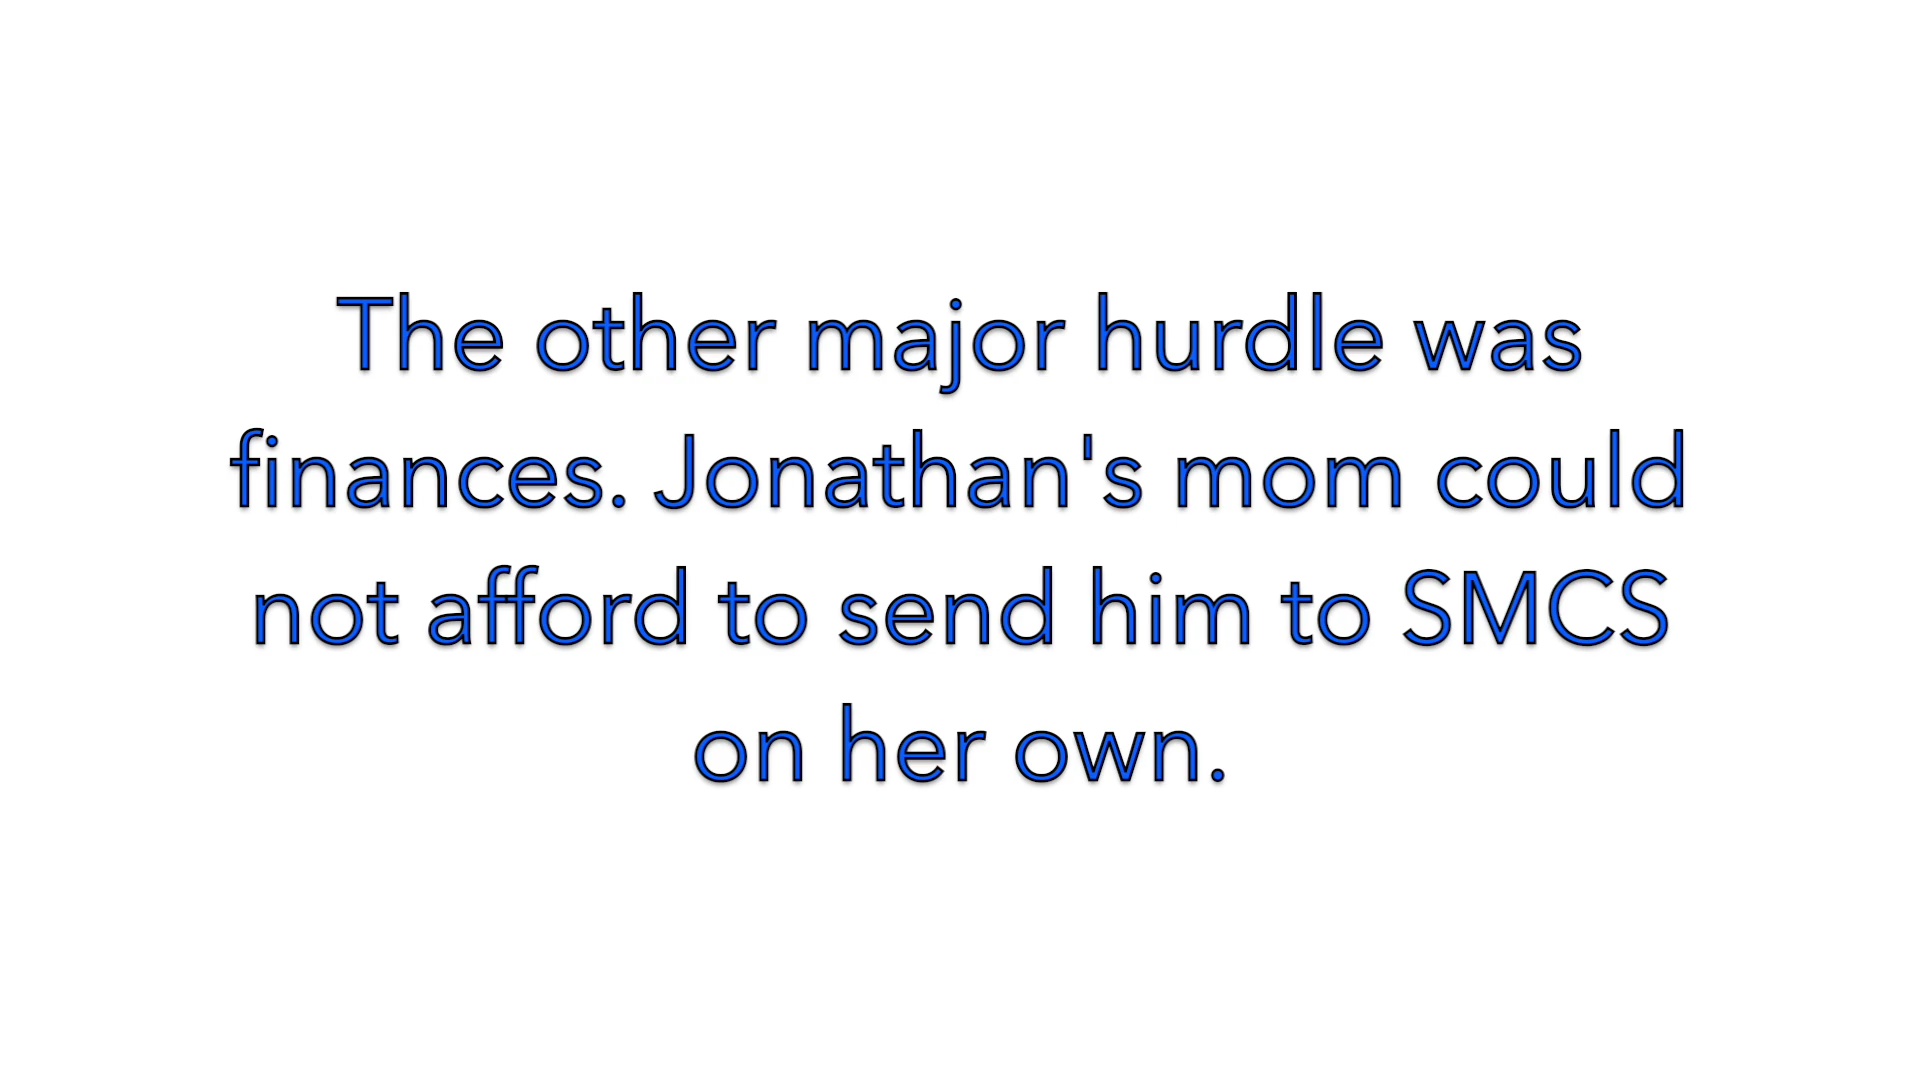 The other major hurdle was
finances. Jonathan's mom could
not afford to send him to SMCS
on her own.